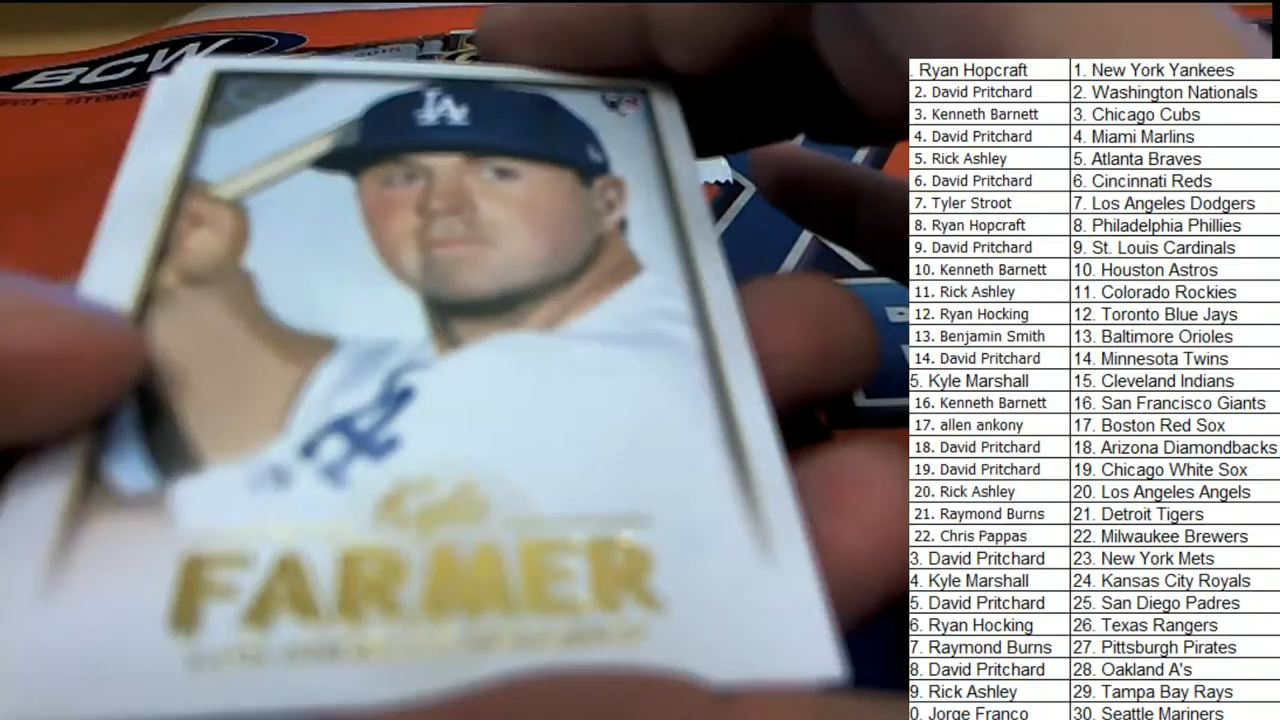 BCW
LA
RC
Kyle
FARMER
. Ryan Hopcraft 1. New York Yankees
2. David Pritchard 2. Washington Nationals
3. Kenneth Barnett 3. Chicago Cubs
4. David Pritchard 4. Miami Marlins
5. Rick Ashley 5. Atlanta Braves
6. David Pritchard 6. Cincinnati Reds
7. Tyler Stroot 7. Los Angeles Dodgers
8. Ryan Hopcraft 8. Philadelphia Phillies
9. David Pritchard 9. St. Louis Cardinals
10. Kenneth Barnett 10. Houston Astros
11. Rick Ashley 11. Colorado Rockies
12. Ryan Hocking 12. Toronto Blue Jays
13. Benjamin Smith 13. Baltimore Orioles
14. David Pritchard 14. Minnesota Twins
5. Kyle Marshall 15. Cleveland Indians
16. Kenneth Barnett 16. San Francisco Giants
17. allen ankony 17. Boston Red Sox
18. David Pritchard 18. Arizona Diamondbacks
19. David Pritchard 19. Chicago White Sox
20. Rick Ashley 20. Los Angeles Angels
21. Raymond Burns 21. Detroit Tigers
22. Chris Pappas 22. Milwaukee Brewers
3. David Pritchard 23. New York Mets
4. Kyle Marshall 24. Kansas City Royals
5. David Pritchard 25. San Diego Padres
6. Ryan Hocking 26. Texas Rangers
7. Raymond Burns 27. Pittsburgh Pirates
8. David Pritchard 28. Oakland A's
9. Rick Ashley 29. Tampa Bay Rays
0. Jorge Franco 30. Seattle Mariners